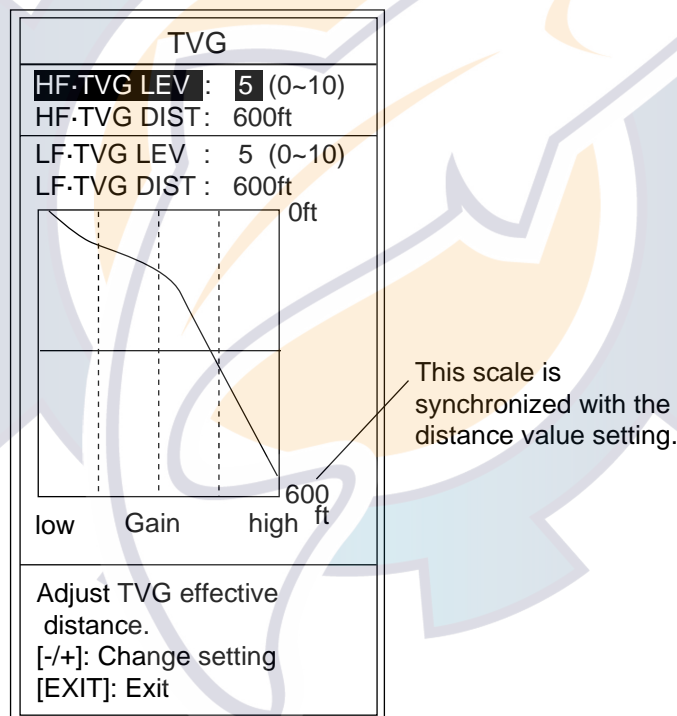 TVG
HF·TVG LEV : 5 (0~10)
HF·TVG DIST : 600ft
LF·TVG LEV : 5 (0~10)
LF·TVG DIST : 600ft
0ft
This scale is
synchronized with the
distance value setting.
600
ft
low Gain high
Adjust TVG effective
distance.
[-/+]: Change setting
[EXIT]: Exit